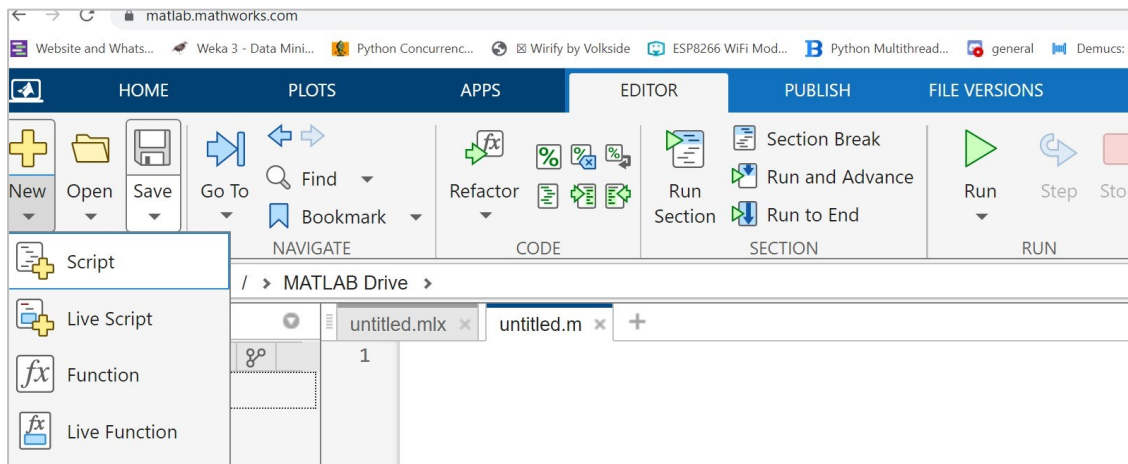 matlab.mathworks.com
Website and Whats... Weka 3 - Data Mini... Python Concurrenc... Wirify by Volkside ESP8266 WiFi Mod... Python Multithread... general Demucs:
HOME PLOTS APPS EDITOR PUBLISH FILE VERSIONS
New Open Save Go To Find Bookmark Refactor Run Section Section Break Run and Advance Run to End Run Step Sto
NAVIGATE CODE SECTION RUN
Script
/ > MATLAB Drive >
Live Script
untitled.mlx × untitled.m × +
1
fx Function
fx Live Function